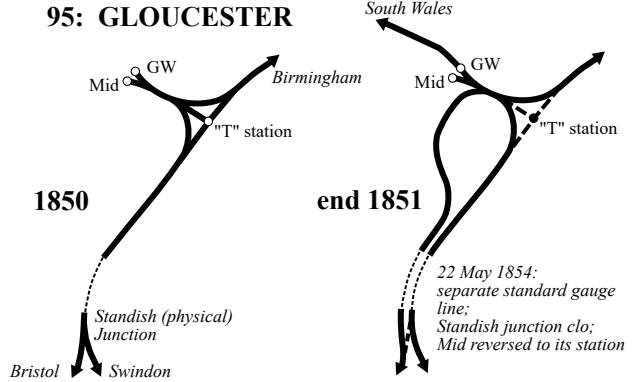 95: GLOUCESTER
GW
Mid
Birmingham
"T" station
1850
Standish (physical)
Junction
Bristol
Swindon
South Wales
GW
Mid
"T" station
end 1851
22 May 1854:
separate standard gauge
line;
Standish junction clo;
Mid reversed to its station